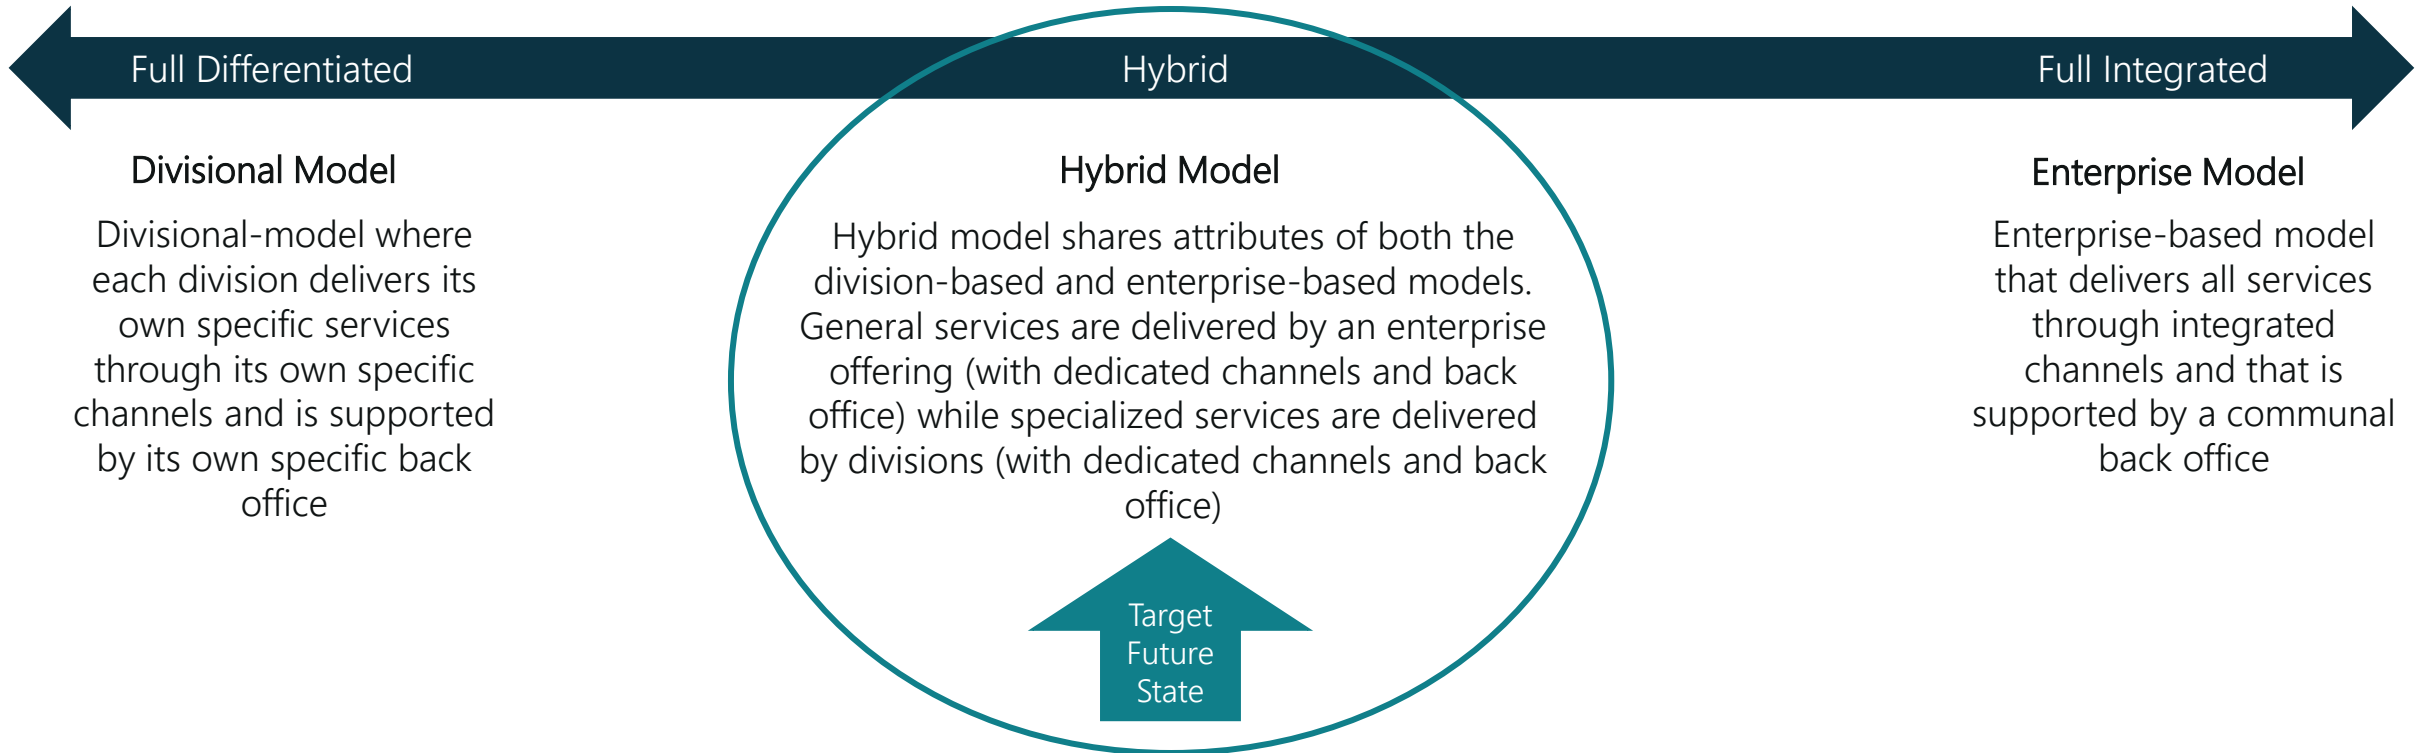 Full Differentiated
Hybrid
Full Integrated
Divisional Model
Divisional-model where
each division delivers its
own specific services
through its own specific
channels and is supported
by its own specific back
office
Hybrid Model
Hybrid model shares attributes of both the
division-based and enterprise-based models.
General services are delivered by an enterprise
offering (with dedicated channels and back
office) while specialized services are delivered
by divisions (with dedicated channels and back
office)
Target
Future
State
Enterprise Model
Enterprise-based model
that delivers all services
through integrated
channels and that is
supported by a communal
back office